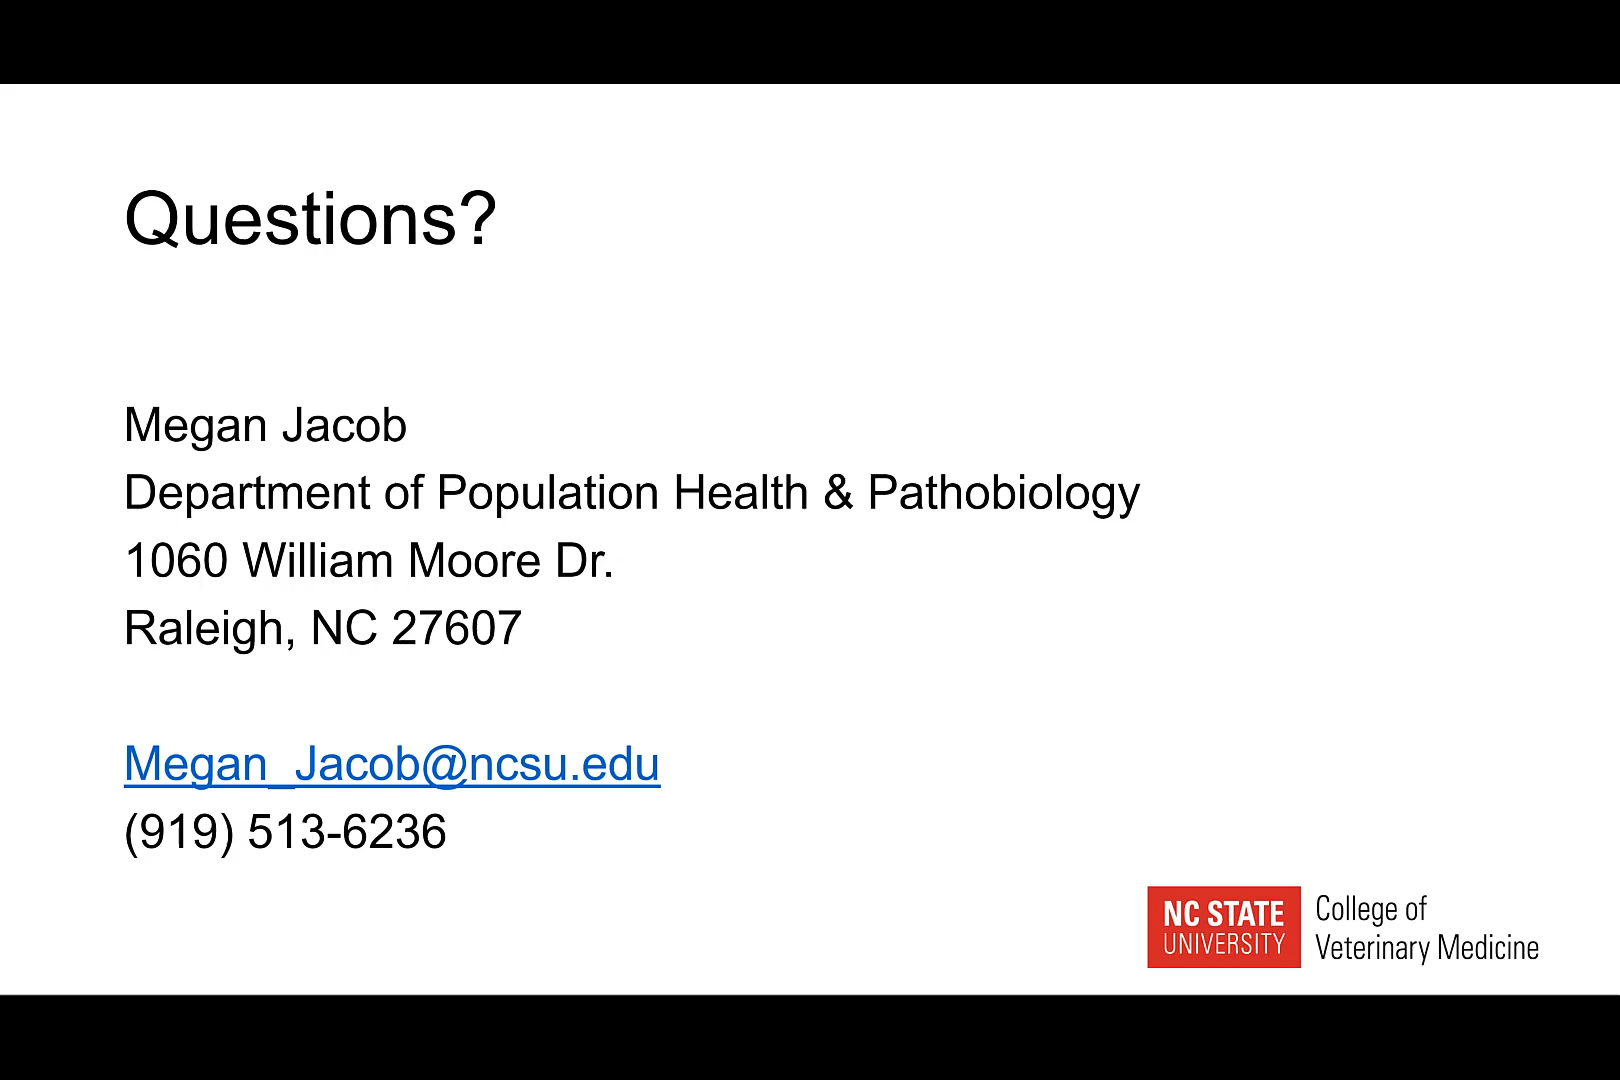 Questions?
Megan Jacob
Department of Population Health & Pathobiology
1060 William Moore Dr.
Raleigh, NC 27607
Megan_Jacob@ncsu.edu
(919) 513-6236
NC STATE
UNIVERSITY
College of
Veterinary Medicine